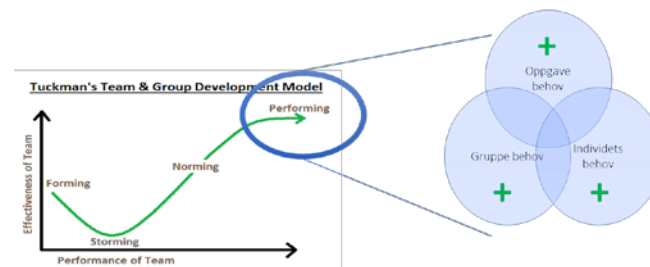 Tuckman's Team & Group Development Model
Performing
Norming
Forming
Storming
Effectiveness of Team
Performance of Team
+
Oppgave
behov
Gruppe behov
+
Individets
behov
+